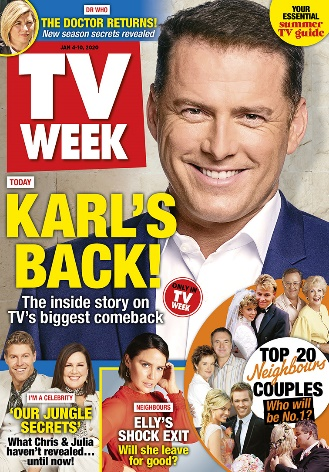 DR WHO
THE DOCTOR RETURNS!
New season secrets revealed
YOUR
ESSENTIAL
summer
TV guide
JAN 4-10, 2020
TV
WEEK
TODAY
KARL'S
BACK!
The inside story on
TV's biggest comeback
ONLY IN
TV
WEEK
I'M A CELEBRITY
'OUR JUNGLE
SECRETS'
What Chris & Julia
haven't revealed...
until now!
NEIGHBOURS
ELLY'S
SHOCK EXIT
Will she leave
for good?
TOP 20
Neighbours
COUPLES
Who will
be No.1?